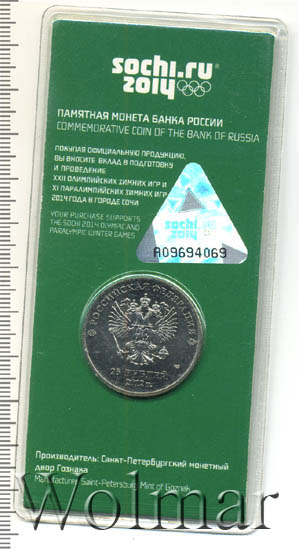 sochi.ru
2014
ПАМЯТНАЯ МОНЕТА БАНКА РОССИИ
COMMEMORATIVE COIN OF THE BANK OF RUSSIA
ПОКУПАЯ ОФИЦИАЛЬНУЮ ПРОДУКЦИЮ,
ВЫ ВНОСИТЕ ВКЛАД В ПОДГОТОВКУ
И ПРОВЕДЕНИЕ
XXII ОЛИМПИЙСКИХ ЗИМНИХ ИГР И
XI ПАРАЛИМПИЙСКИХ ЗИМНИХ ИГР
2014 ГОДА В ГОРОДЕ СОЧИ
YOUR PURCHASE SUPPORTS
THE SOCHI 2014 OLYMPIC AND
PARALYMPIC WINTER GAMES
sochi
2014
A09694069
РОССИЙСКАЯ ФЕДЕРАЦИЯ
25 РУБЛЕЙ
Производитель: Санкт-Петербургский монетный
двор Гознака
Manufacturer: Saint-Petersburg Mint of Goznak
Wolmar